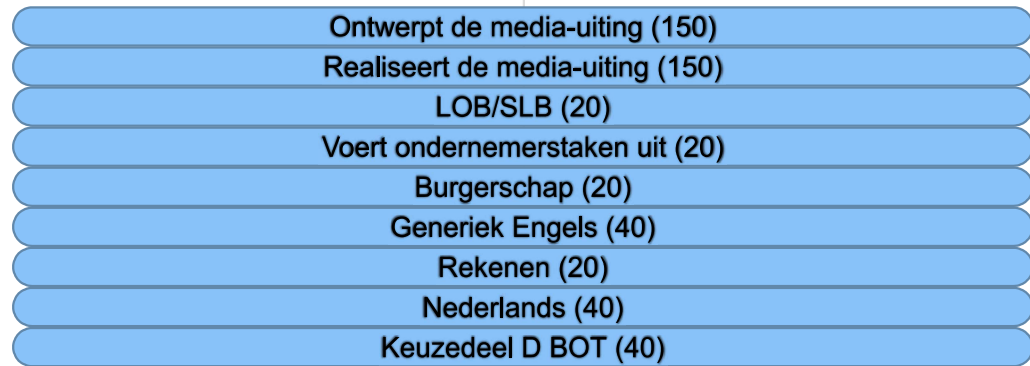 Ontwerpt de media-uiting (150)
Realiseert de media-uiting (150)
LOB/SLB (20)
Voert ondernemerstaken uit (20)
Burgerschap (20)
Generiek Engels (40)
Rekenen (20)
Nederlands (40)
Keuzedeel D BOT (40)